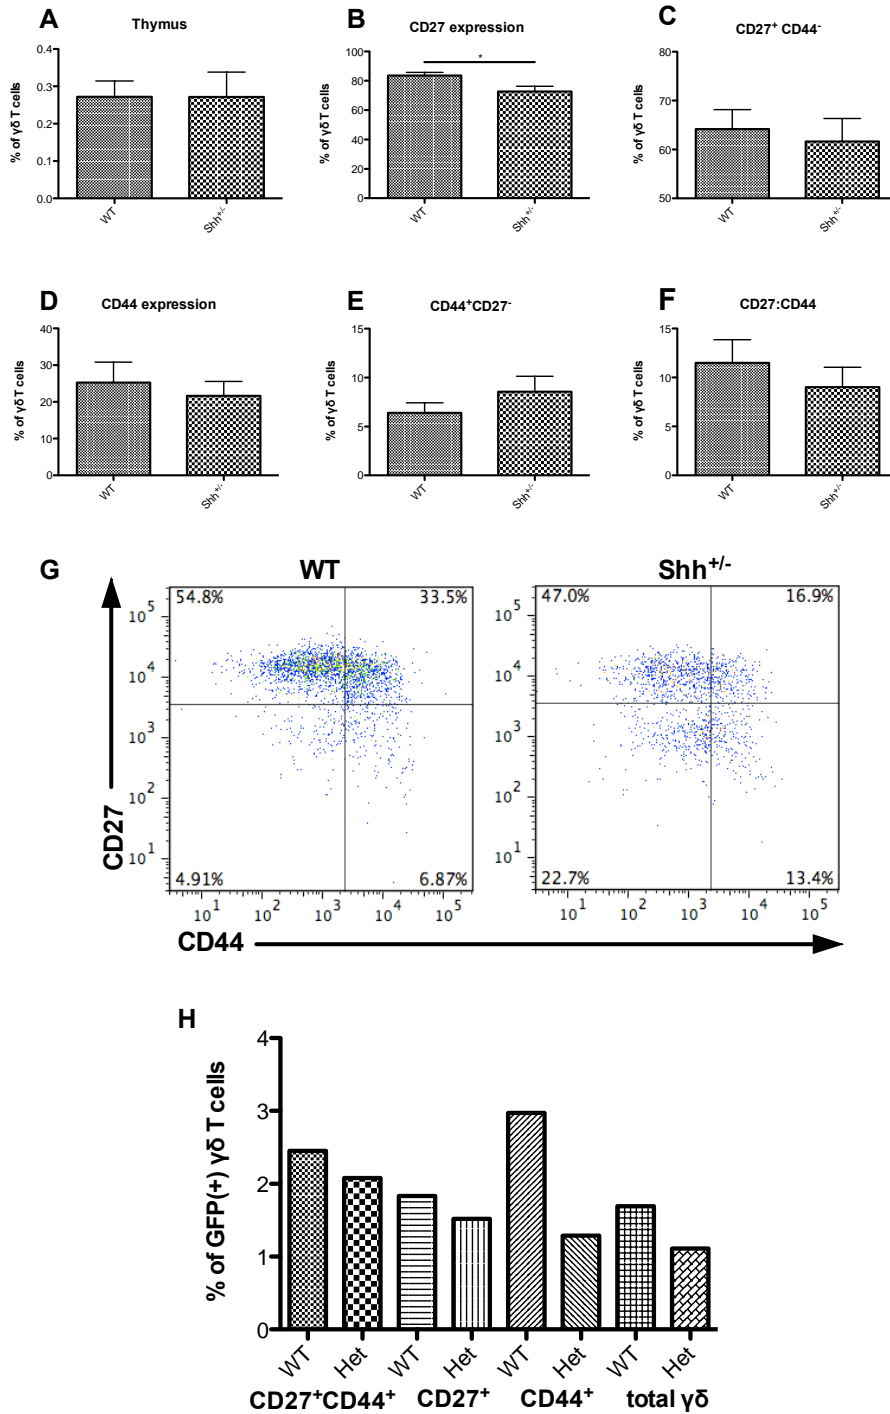 A
Thymus
% of γδ T cells
0.4
0.3
0.2
0.1
0.0
WT
Shh+/-
B
CD27 expression
% of γδ T cells
100
80
60
40
20
0
*
WT
Shh+/-
C
CD27+ CD44-
% of γδ T cells
80
70
60
50
WT
Shh+/-
D
CD44 expression
% of γδ T cells
40
30
20
10
0
WT
Shh+/-
E
CD44+CD27-
% of γδ T cells
15
10
5
0
WT
Shh+/-
F
CD27:CD44
% of γδ T cells
15
10
5
0
WT
Shh+/-
G
WT
54.8% 33.5%
4.91% 6.87%
10^5
10^4
10^3
10^2
10^1
10^1 10^2 10^3 10^4 10^5
Shh+/-
47.0% 16.9%
22.7% 13.4%
10^5
10^4
10^3
10^2
10^1
10^1 10^2 10^3 10^4 10^5
CD27
CD44
H
% of GFP(+) γδ T cells
4
3
2
1
0
WT Het WT Het WT Het WT Het
CD27+CD44+ CD27+ CD44+ total γδ